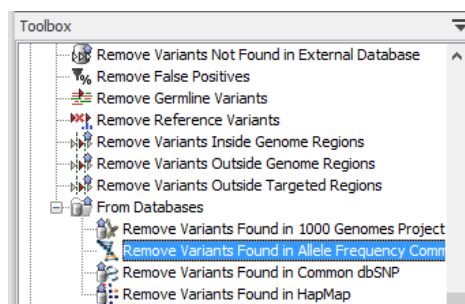 Toolbox
Remove Variants Not Found in External Database
Remove False Positives
Remove Germline Variants
Remove Reference Variants
Remove Variants Inside Genome Regions
Remove Variants Outside Genome Regions
Remove Variants Outside Targeted Regions
From Databases
Remove Variants Found in 1000 Genomes Project
Remove Variants Found in Allele Frequency Comm
Remove Variants Found in Common dbSNP
Remove Variants Found in HapMap